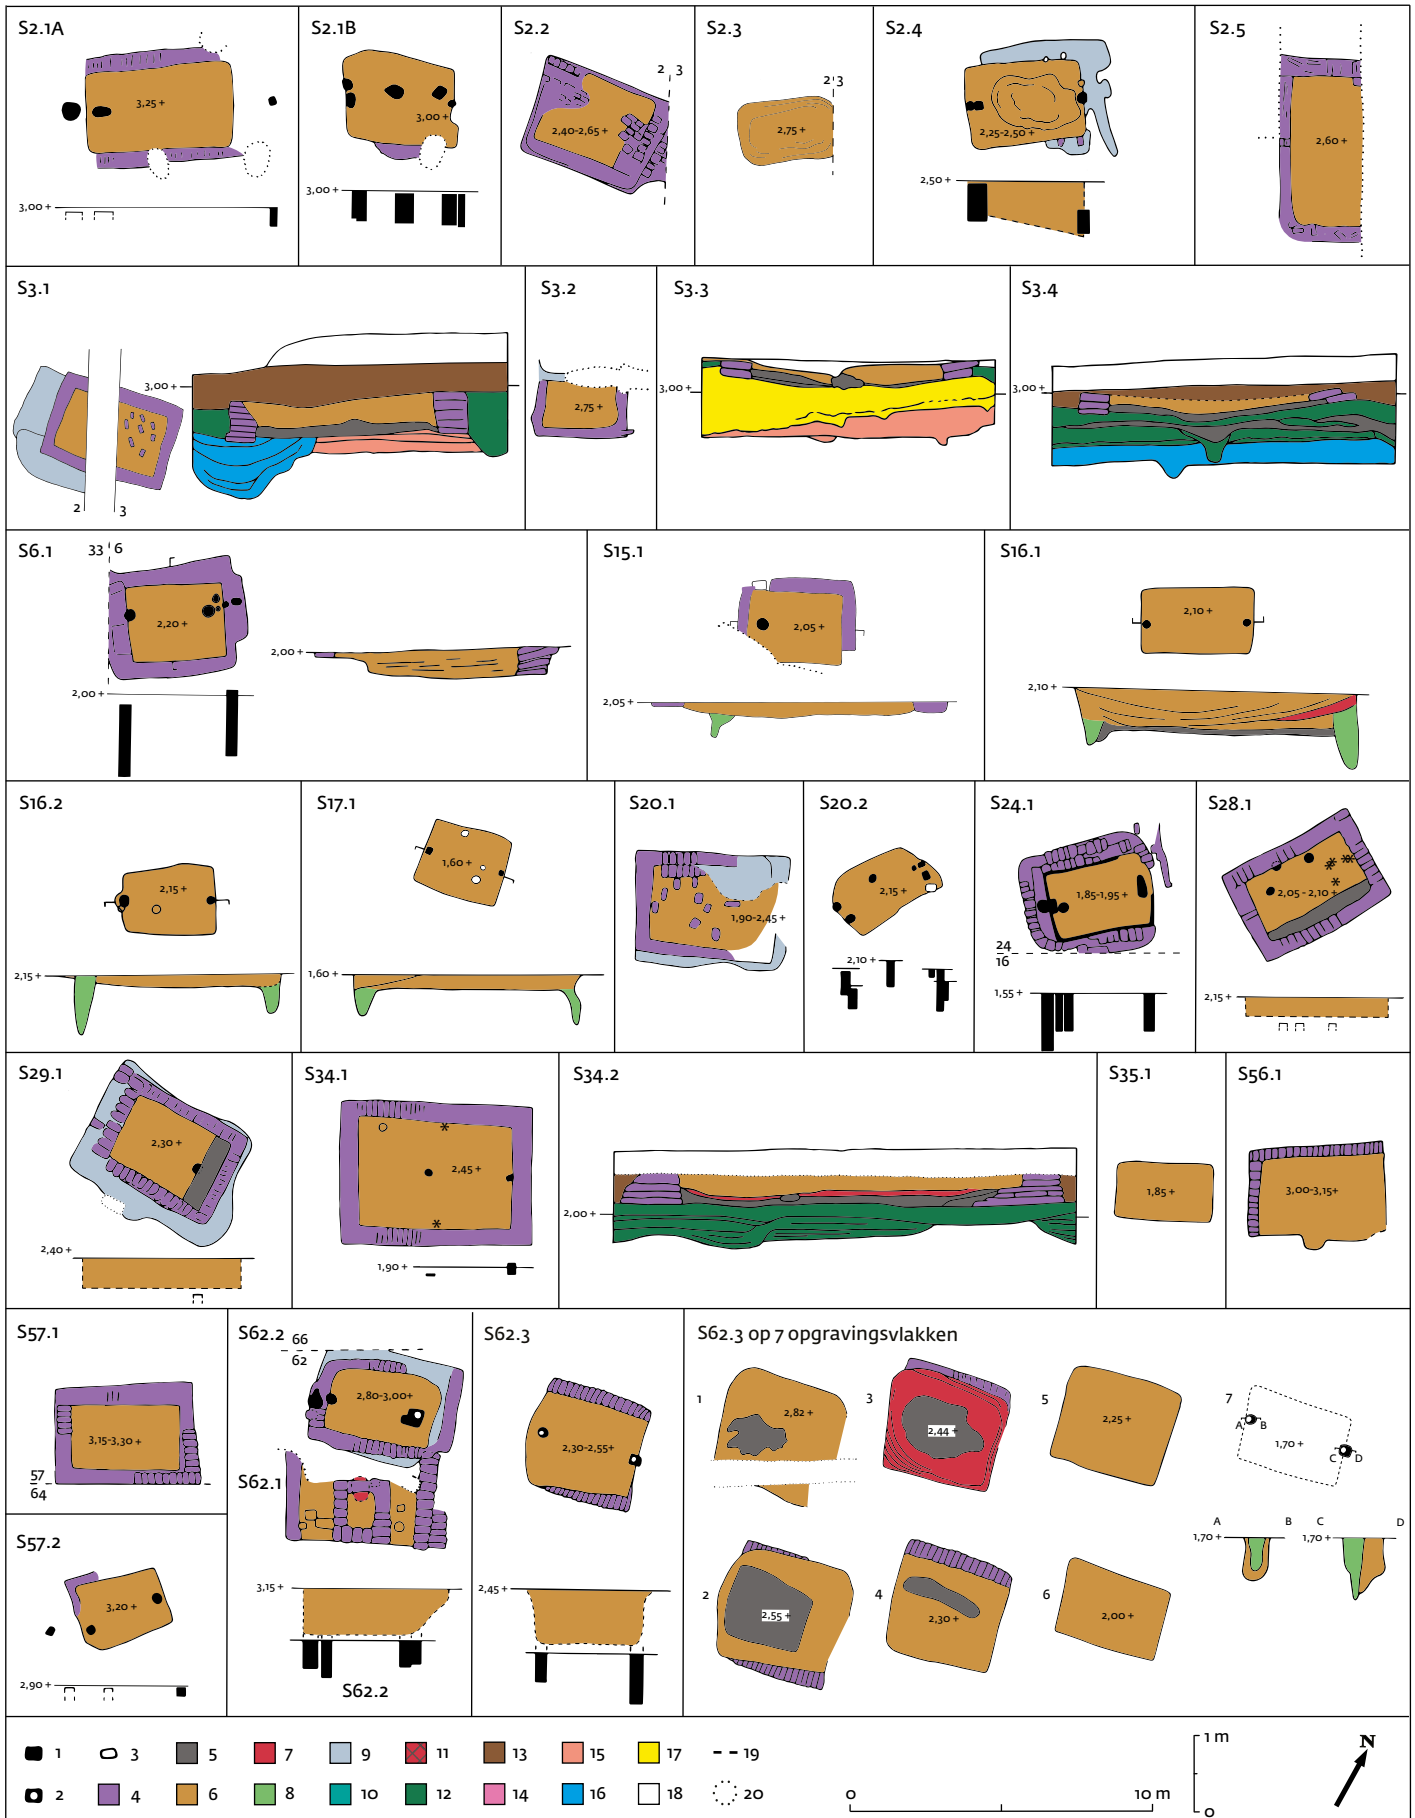 S2.1A
3,25 +
3,00 +
S2.1B
3,00 +
3,00 +
S2.2
2 3
2,40-2,65 +
S2.3
2 3
2,75 +
S2.4
2,25-2,50 +
2,50 +
S2.5
2,60 +
S3.1
3,00 +
2 3
S3.2
2,75 +
S3.3
3,00 +
S3.4
3,00 +
S6.1
33 6
2,20 +
2,00 +
2,00 +
S15.1
2,05 +
2,05 +
S16.1
2,10 +
2,10 +
S16.2
2,15 +
2,15 +
S17.1
1,60 +
1,60 +
S20.1
1,90-2,45 +
S20.2
2,15 +
2,10 +
S24.1
1,85-1,95 +
24
16
1,55 +
S28.1
2,05 - 2,10 +
2,15 +
S29.1
2,30 +
2,40 +
S34.1
2,45 +
1,90 +
S34.2
2,00 +
S35.1
1,85 +
S56.1
3,00-3,15+
S57.1
3,15-3,30 +
57
64
S57.2
3,20 +
2,90 +
S62.2
66
62
2,80-3,00+
S62.1
3,15 +
S62.2
S62.3
2,30-2,55+
2,45 +
S62.3 op 7 opgravingsvlakken
1
2,82 +
3
2,44 +
5
2,25 +
7
A B
1,70 +
C D
A B C D
1,70 + 1,70 +
2
2,55 +
4
2,30 +
6
2,00 +
1 3 5 7 9 11 13 15 17 19
2 4 6 8 10 12 14 16 18 20
0 10 m
1 m
0
N